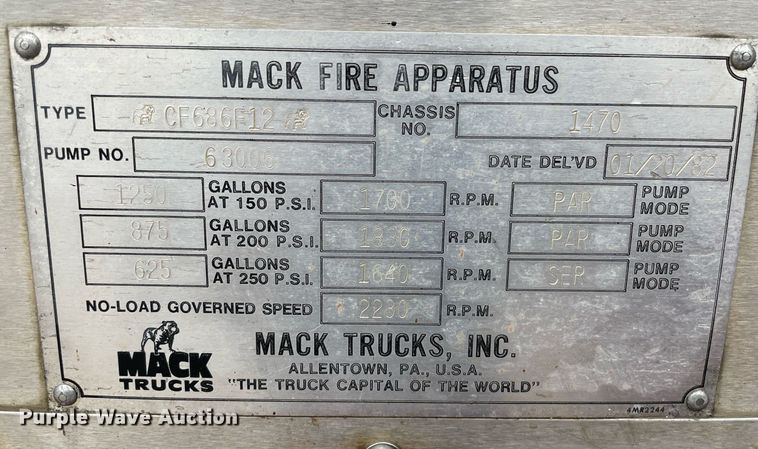 MACK FIRE APPARATUS
TYPE CF686F12 CHASSIS NO. 1470
PUMP NO. 63005 DATE DEL'VD 01/20/82
1250 GALLONS AT 150 P.S.I. 1700 R.P.M. PAR PUMP MODE
875 GALLONS AT 200 P.S.I. R.P.M. PAR PUMP MODE
625 GALLONS AT 250 P.S.I. 1640 R.P.M. SER PUMP MODE
NO-LOAD GOVERNED SPEED 2280 R.P.M.
MACK TRUCKS
MACK TRUCKS, INC.
ALLENTOWN, PA., U.S.A.
"THE TRUCK CAPITAL OF THE WORLD"
4MR2244
Purple Wave Auction